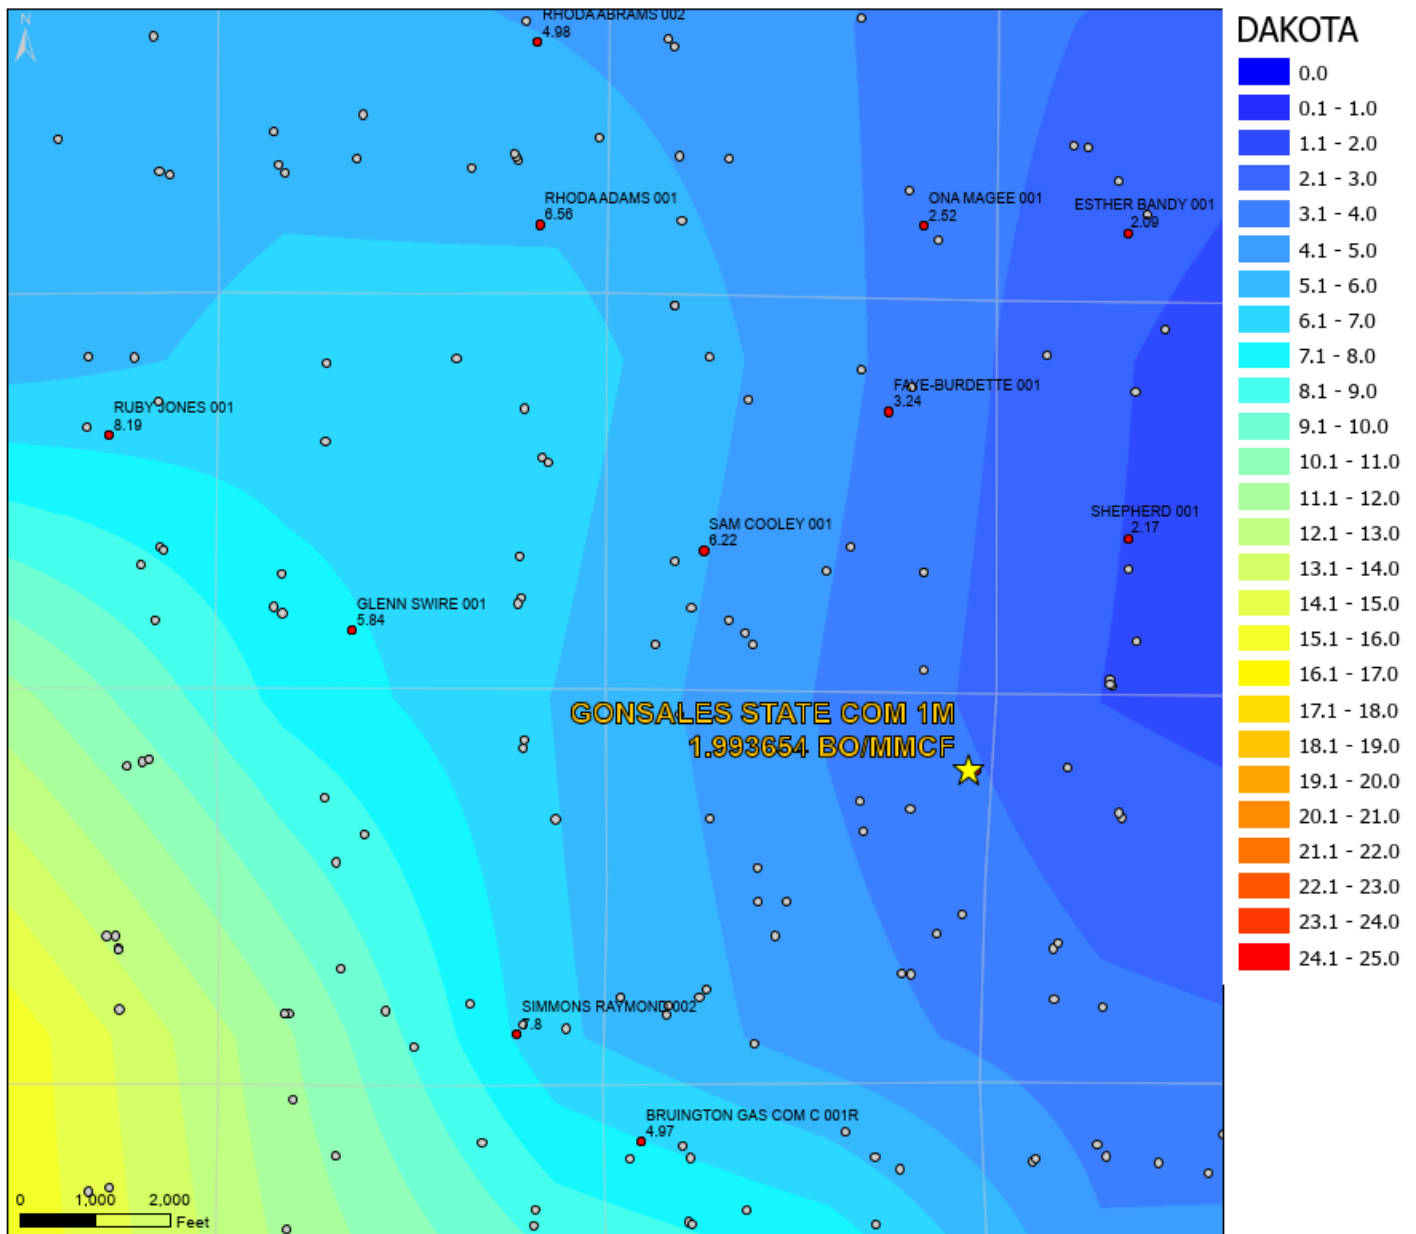 N
RHODA ABRAMS 002
4.98
RHODA ADAMS 001
6.56
ONA MAGEE 001
2.52
ESTHER BANDY 001
2.09
RUBY JONES 001
8.19
FAYE-BURDETTE 001
3.24
SAM COOLEY 001
6.22
SHEPHERD 001
2.17
GLENN SWIRE 001
5.84
GONSALES STATE COM 1M
1.993654 BO/MMCF
SIMMONS RAYMOND 002
7.8
BRUINGTON GAS COM C 001R
4.97
0 1,000 2,000
Feet
DAKOTA
0.0
0.1 - 1.0
1.1 - 2.0
2.1 - 3.0
3.1 - 4.0
4.1 - 5.0
5.1 - 6.0
6.1 - 7.0
7.1 - 8.0
8.1 - 9.0
9.1 - 10.0
10.1 - 11.0
11.1 - 12.0
12.1 - 13.0
13.1 - 14.0
14.1 - 15.0
15.1 - 16.0
16.1 - 17.0
17.1 - 18.0
18.1 - 19.0
19.1 - 20.0
20.1 - 21.0
21.1 - 22.0
22.1 - 23.0
23.1 - 24.0
24.1 - 25.0